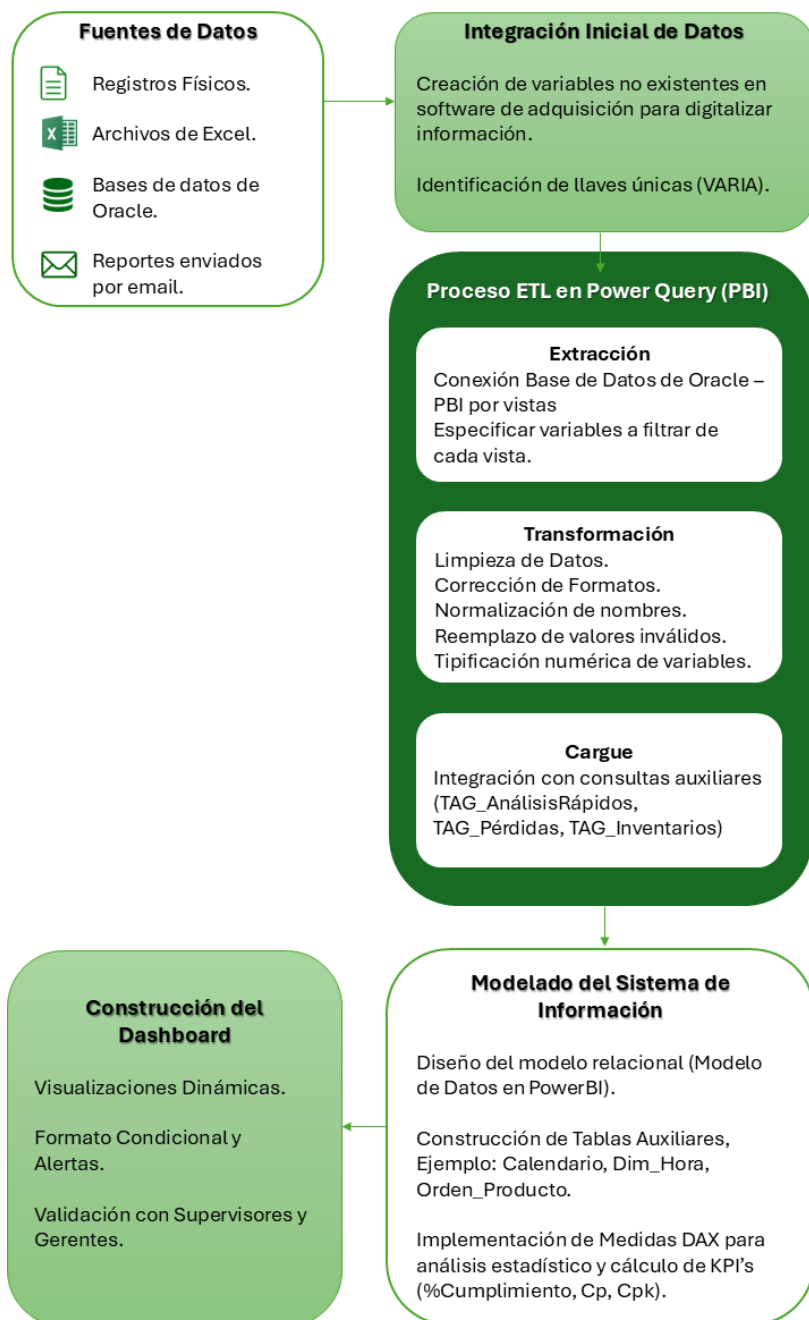 Fuentes de Datos
Registros Físicos.
Archivos de Excel.
Bases de datos de
Oracle.
Reportes enviados
por email.
Integración Inicial de Datos
Creación de variables no existentes en
software de adquisición para digitalizar
información.
Identificación de llaves únicas (VARIA).
Proceso ETL en Power Query (PBI)
Extracción
Conexión Base de Datos de Oracle –
PBI por vistas
Especificar variables a filtrar de
cada vista.
Transformación
Limpieza de Datos.
Corrección de Formatos.
Normalización de nombres.
Reemplazo de valores inválidos.
Tipificación numérica de variables.
Cargue
Integración con consultas auxiliares
(TAG_AnálisisRápidos,
TAG_Pérdidas, TAG_Inventarios)
Modelado del Sistema de
Información
Diseño del modelo relacional (Modelo
de Datos en PowerBI).
Construcción de Tablas Auxiliares,
Ejemplo: Calendario, Dim_Hora,
Orden_Producto.
Implementación de Medidas DAX para
análisis estadístico y cálculo de KPI’s
(%Cumplimiento, Cp, Cpk).
Construcción del
Dashboard
Visualizaciones Dinámicas.
Formato Condicional y
Alertas.
Validación con Supervisores y
Gerentes.